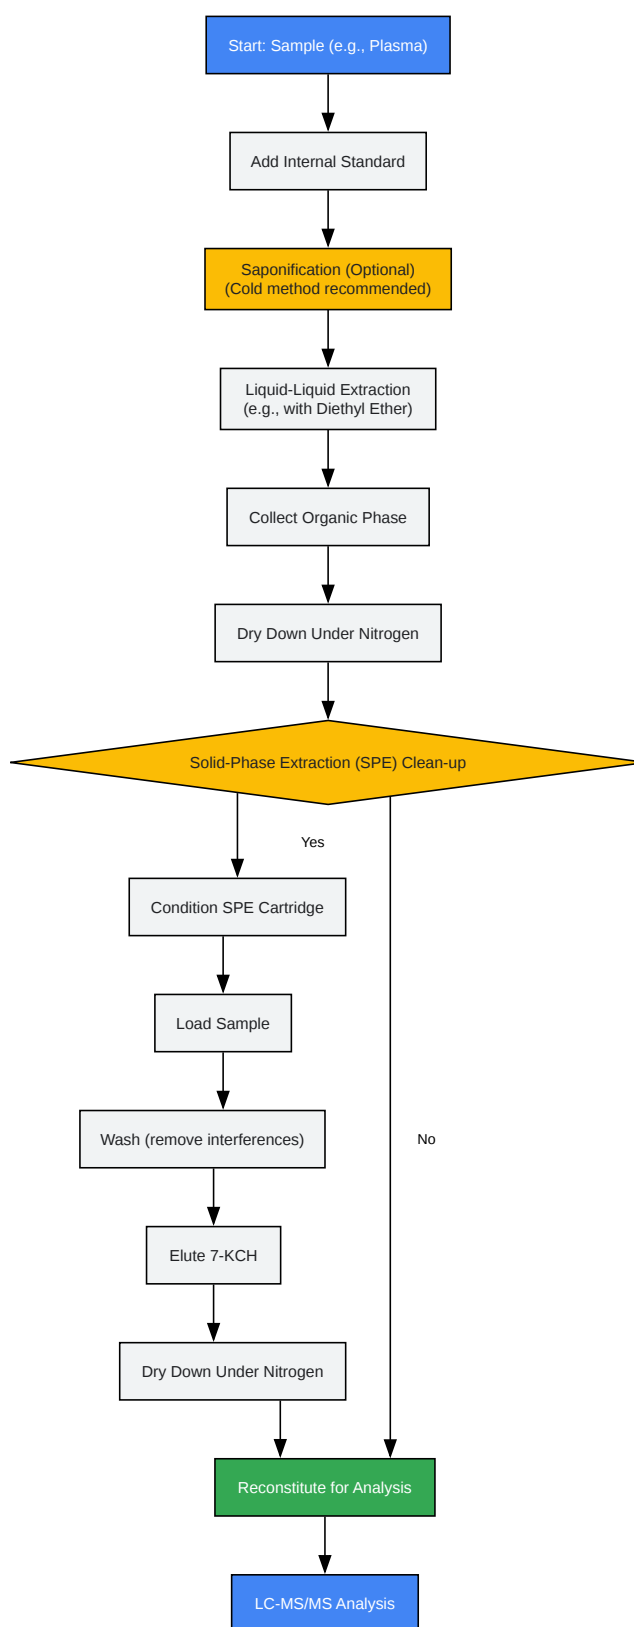 Start: Sample (e.g., Plasma)
Add Internal Standard
Saponification (Optional)
(Cold method recommended)
Liquid-Liquid Extraction
(e.g., with Diethyl Ether)
Collect Organic Phase
Dry Down Under Nitrogen
Solid-Phase Extraction (SPE) Clean-up
Yes
Condition SPE Cartridge
Load Sample
Wash (remove interferences)
No
Elute 7-KCH
Dry Down Under Nitrogen
Reconstitute for Analysis
LC-MS/MS Analysis